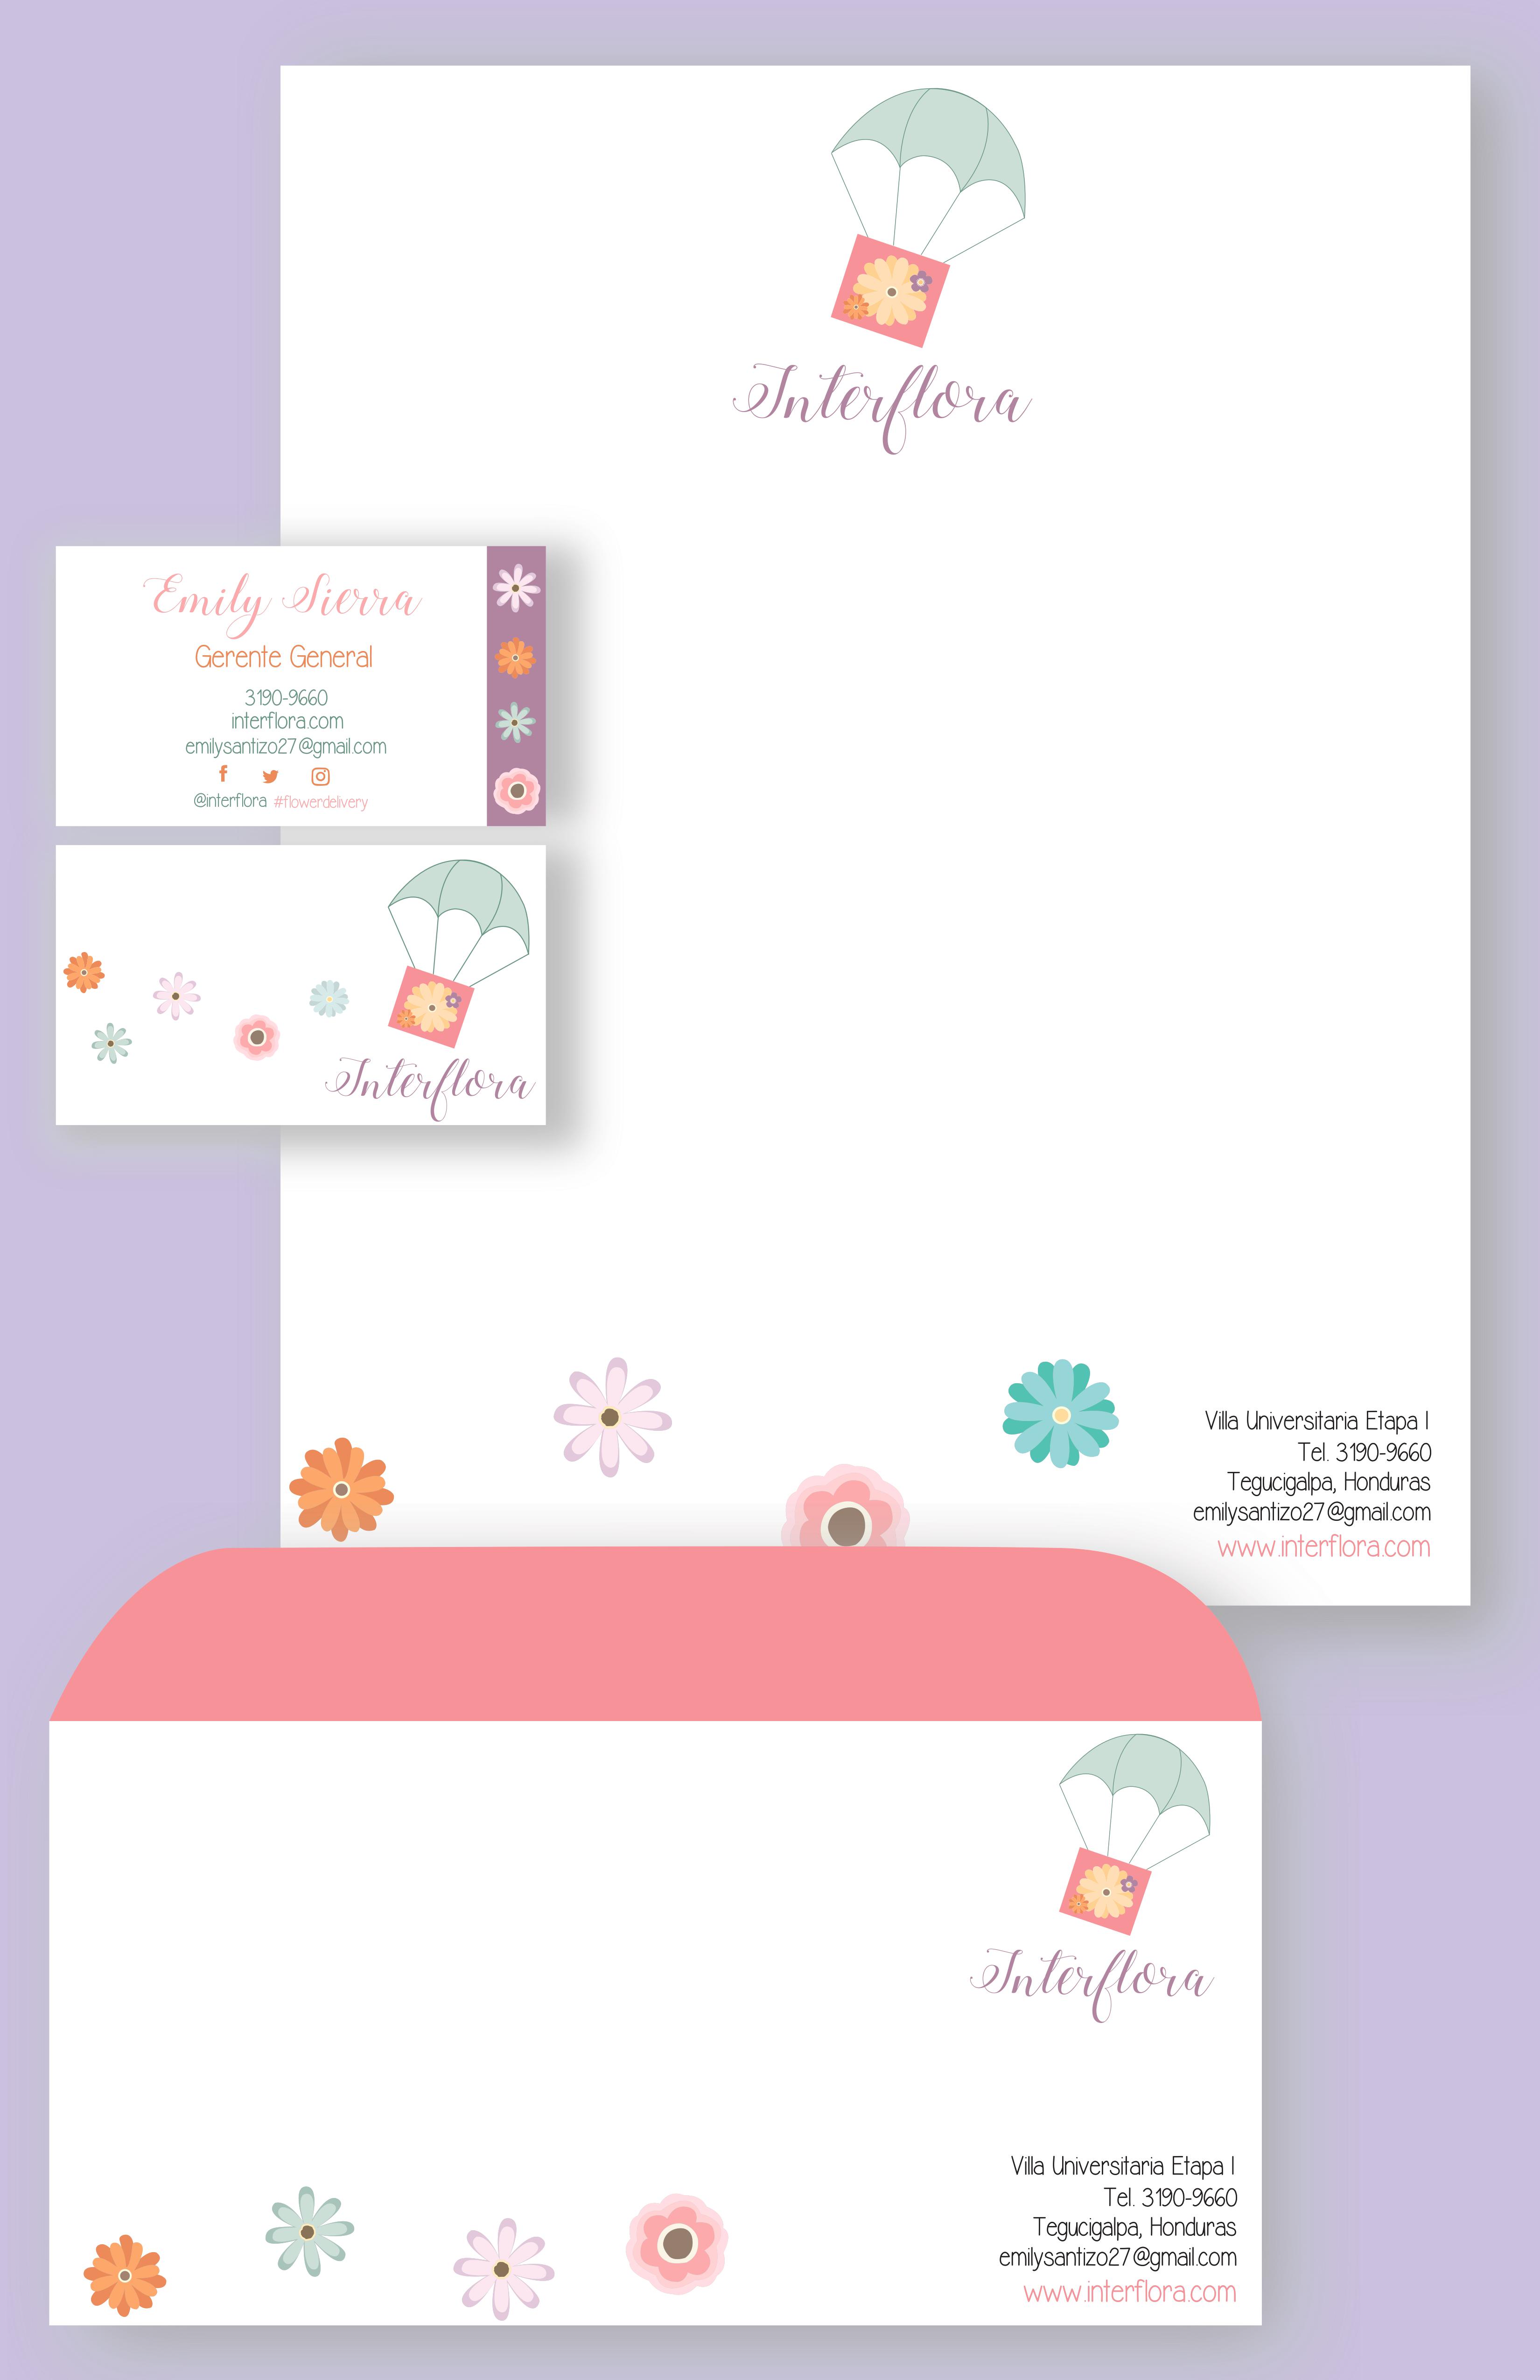 Interflora
Emily Sierra
Gerente General
3190-9660
interflora.com
emilysantizo27@gmail.com
@interflora #flowerdelivery
Interflora
Villa Universitaria Etapa I
Tel. 3190-9660
Tegucigalpa, Honduras
emilysantizo27@gmail.com
www.interflora.com
Interflora
Villa Universitaria Etapa I
Tel. 3190-9660
Tegucigalpa, Honduras
emilysantizo27@gmail.com
www.interflora.com